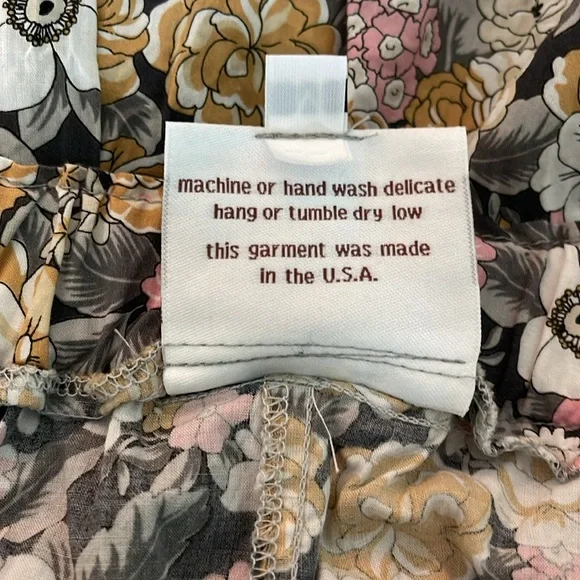 machine or hand wash delicate
hang or tumble dry low
this garment was made
in the U.S.A.